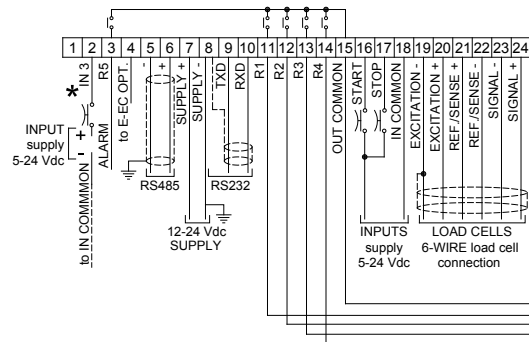 1 2 3 4 5 6 7 8 9 10 11 12 13 14 15 16 17 18 19 20 21 22 23 24
* IN 3
R5
to E-EC OPT.
-
+
SUPPLY +
SUPPLY -
TXD
RXD
R1
R2
R3
R4
OUT COMMON
START
STOP
IN COMMON
EXCITATION -
EXCITATION +
REF./SENSE +
REF./SENSE -
SIGNAL -
SIGNAL +
+
-
INPUT
supply
5-24 Vdc
to IN COMMMON
ALARM
RS485
RS232
12-24 Vdc
SUPPLY
INPUTS
supply
5-24 Vdc
LOAD CELLS
6-WIRE load cell
connection